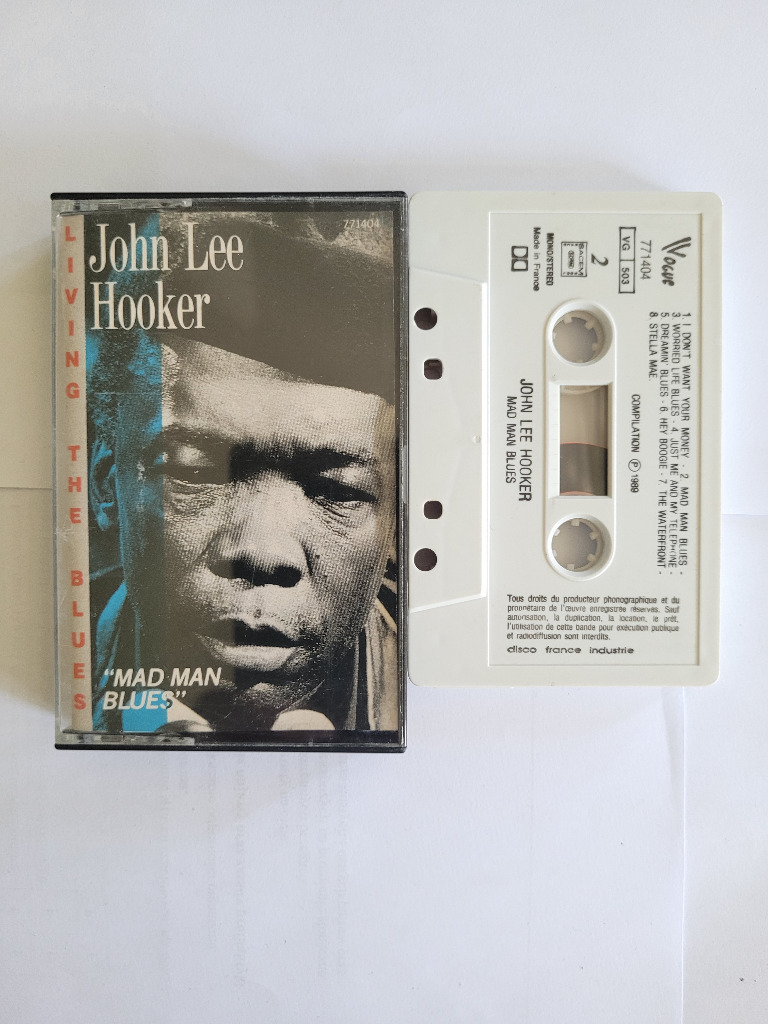 771404
John Lee
Hooker
LIVING THE BLUES
"MAD MAN
BLUES"
Vogue
771404
VG 503
2
SACEM
MONO/STEREO
Made in France
1. I DON'T WANT YOUR MONEY - 2. MAD MAN BLUES -
3. WORRIED LIFE BLUES - 4. JUST ME AND MY TELEPHONE -
5. DREAMIN' BLUES - 6. HEY BOOGIE - 7. THE WATERFRONT -
8. STELLA MAE
COMPILATION Ⓟ 1989
JOHN LEE HOOKER
MAD MAN BLUES
Tous droits du producteur phonographique et du
propriétaire de l'œuvre enregistrée réservés. Sauf
autorisation, la duplication, la location, le prêt,
l'utilisation de cette bande pour exécution publique
et radiodiffusion sont interdits.
disco france industrie